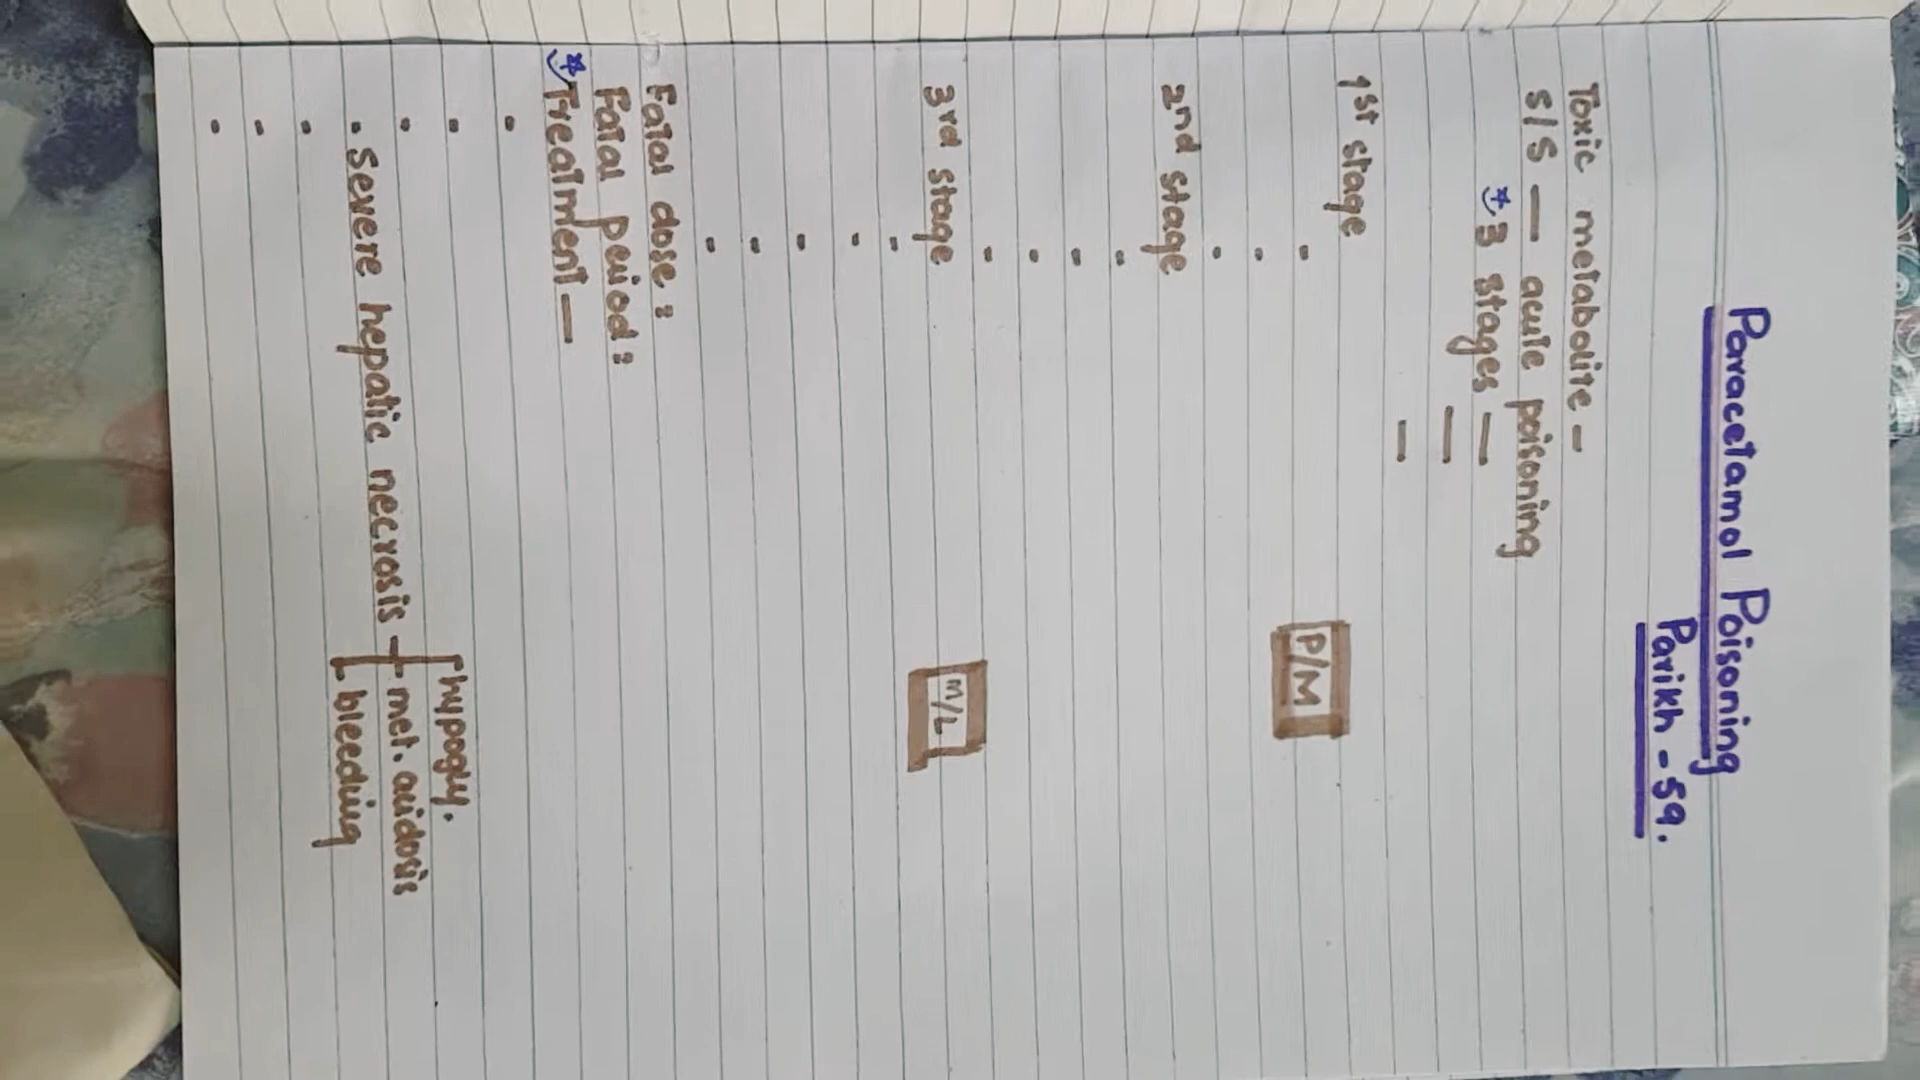 Paracetamol Poisoning
Parikh - 59.
Toxic metabolite -
S/S — acute poisoning
* 3 stages —
—
—
1st stage
P/M
2nd stage
3rd stage
M/L
Fatal dose :
Fatal period :
* Treatment —
• severe hepatic necrosis
hypogly.
met. acidosis
bleeding